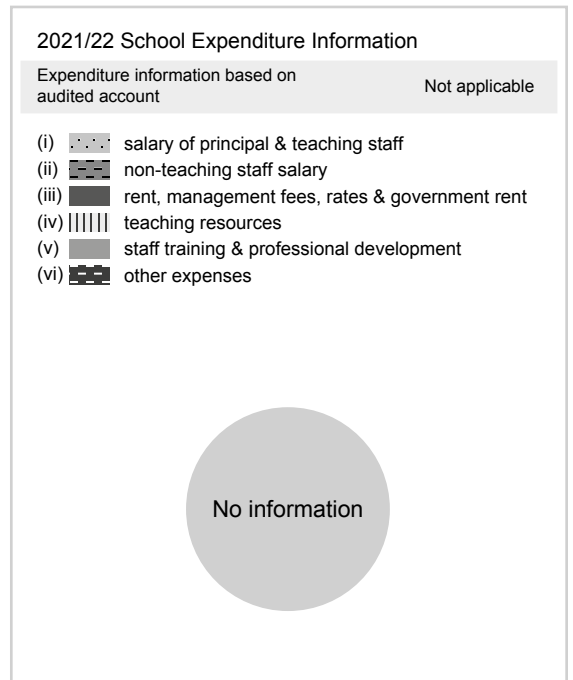 2021/22 School Expenditure Information
Expenditure information based on
audited account
Not applicable
(i) salary of principal & teaching staff
(ii) non-teaching staff salary
(iii) rent, management fees, rates & government rent
(iv) teaching resources
(v) staff training & professional development
(vi) other expenses
No information